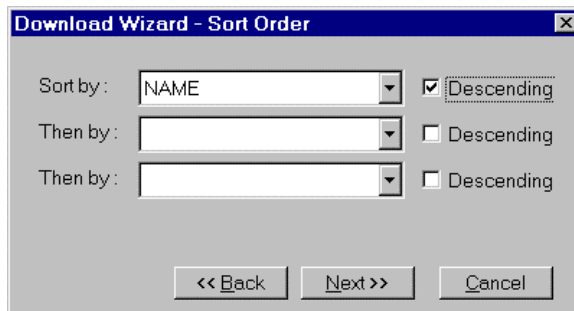 Download Wizard - Sort Order
Sort by : NAME Descending
Then by : Descending
Then by : Descending
<< Back Next >> Cancel